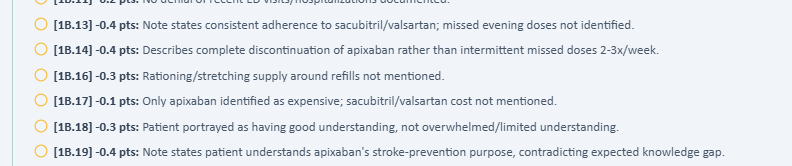 [1B.11] -0.2 pts: No denial of recent ED visits/hospitalizations documented.
[1B.13] -0.4 pts: Note states consistent adherence to sacubitril/valsartan; missed evening doses not identified.
[1B.14] -0.4 pts: Describes complete discontinuation of apixaban rather than intermittent missed doses 2-3x/week.
[1B.16] -0.3 pts: Rationing/stretching supply around refills not mentioned.
[1B.17] -0.1 pts: Only apixaban identified as expensive; sacubitril/valsartan cost not mentioned.
[1B.18] -0.3 pts: Patient portrayed as having good understanding, not overwhelmed/limited understanding.
[1B.19] -0.4 pts: Note states patient understands apixaban's stroke-prevention purpose, contradicting expected knowledge gap.